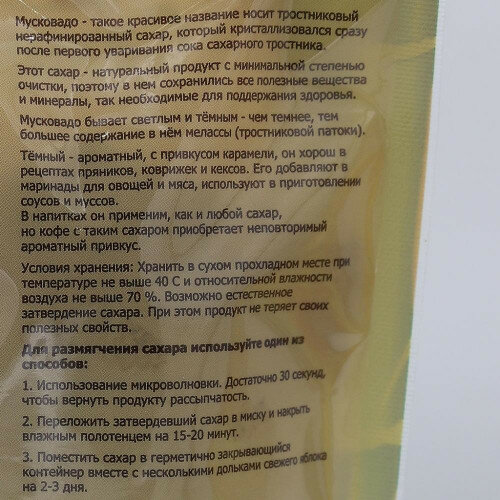 Мусковадо - такое красивое название носит тростниковый
нерафинированный сахар, который кристаллизовался сразу
после первого уваривания сока сахарного тростника.
Этот сахар - натуральный продукт с минимальной степенью
очистки, поэтому в нем сохранились все полезные вещества
и минералы, так необходимые для поддержания здоровья.
Мусковадо бывает светлым и тёмным - чем темнее, тем
большее содержание в нём мелассы (тростниковой патоки).
Тёмный - ароматный, с привкусом карамели, он хорош в
рецептах пряников, коврижек и кексов. Его добавляют в
маринады для овощей и мяса, используют в приготовлении
соусов и муссов.
В напитках он применим, как и любой сахар,
но кофе с таким сахаром приобретает неповторимый
ароматный привкус.
Условия хранения: Хранить в сухом прохладном месте при
температуре не выше 40 С и относительной влажности
воздуха не выше 70 %. Возможно естественное
затвердение сахара. При этом продукт не теряет своих
полезных свойств.
Для размягчения сахара используйте один из
способов:
1. Использование микроволновки. Достаточно 30 секунд,
чтобы вернуть продукту рассыпчатость.
2. Переложить затвердевший сахар в миску и накрыть
влажным полотенцем на 15-20 минут.
3. Поместить сахар в герметично закрывающийся
контейнер вместе с несколькими дольками свежего яблока
на 2-3 дня.